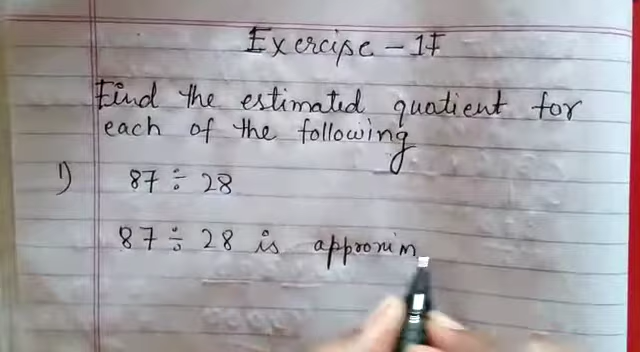 Exercise - 1F
Find the estimated quotient for
each of the following
1) 87 ÷ 28
87 ÷ 28 is approxim